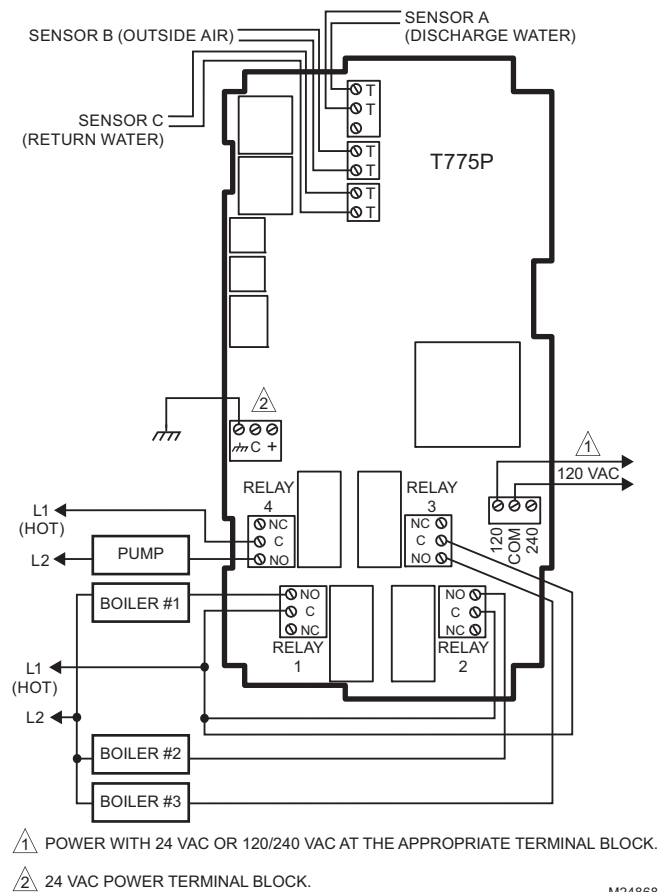 SENSOR A
(DISCHARGE WATER)
SENSOR B (OUTSIDE AIR)
SENSOR C
(RETURN WATER)
T
T
T
T
T
T
T775P
2
C +
1
120 VAC
120
COM
240
RELAY
4
NC
C
NO
RELAY
3
NC
C
NO
L1
(HOT)
L2
PUMP
BOILER #1
NO
C
NC
RELAY
1
NO
C
NC
RELAY
2
L1
(HOT)
L2
BOILER #2
BOILER #3
1 POWER WITH 24 VAC OR 120/240 VAC AT THE APPROPRIATE TERMINAL BLOCK.
2 24 VAC POWER TERMINAL BLOCK.
M24868